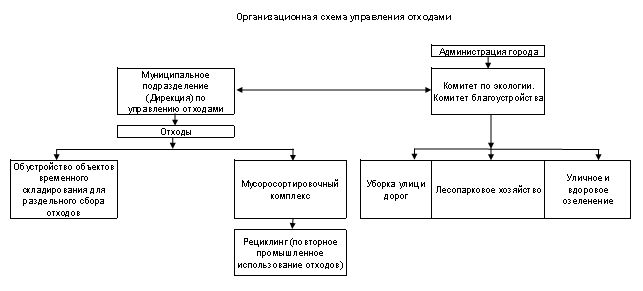 Организационная схема управления отходами
Администрация города
Муниципальное
подразделение
(Дирекция) по
управлению отходами
Комитет по экологии.
Комитет благоустройства
Отходы
Обустройство объектов
временного
складирования для
раздельного сбора
отходов
Мусоросортировочный
комплекс
Уборка улици
дорог
Лесопарковое хозяйство
Уличное и
вдоровое
озеленение
Рециклинг (повторное
промышленное
использование отходов)